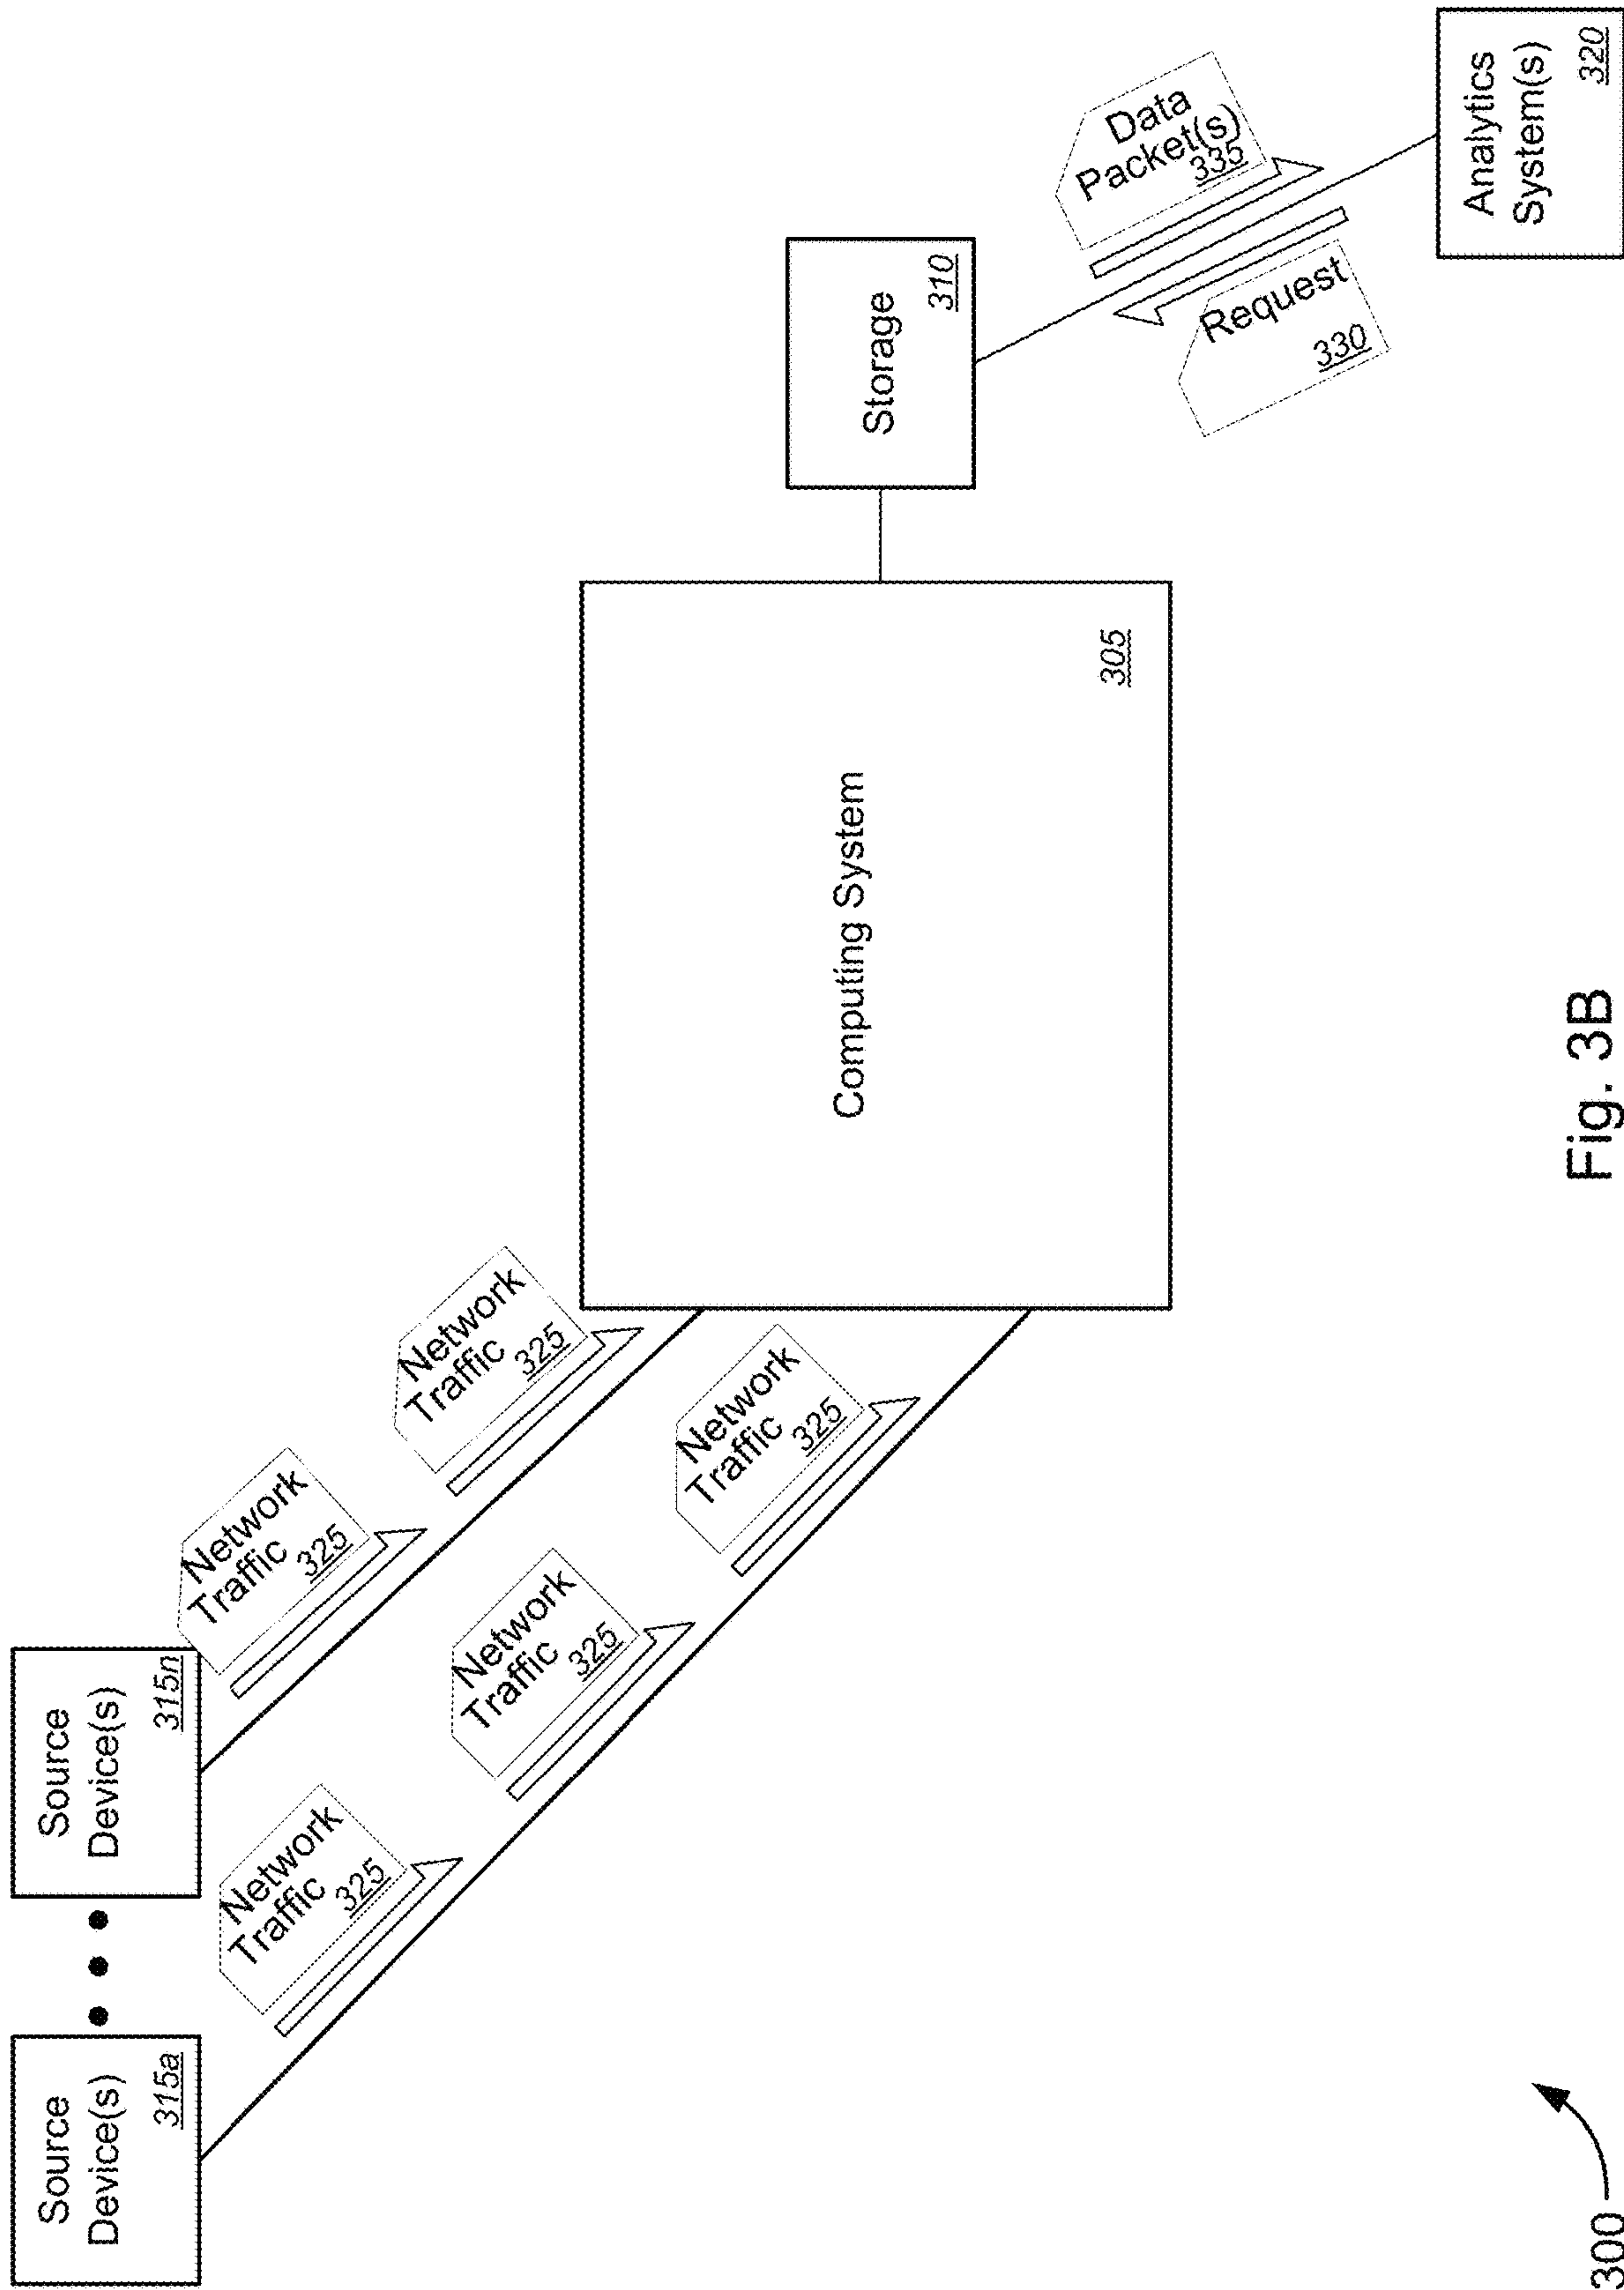 300
Source
Device(s)
315a
Source
Device(s)
315n
Network
Traffic
325
Network
Traffic
325
Network
Traffic
325
Network
Traffic
325
Network
Traffic
325
Computing System
305
Storage
310
Data
Packet(s)
335
Request
330
Analytics
System(s)
320
Fig. 3B